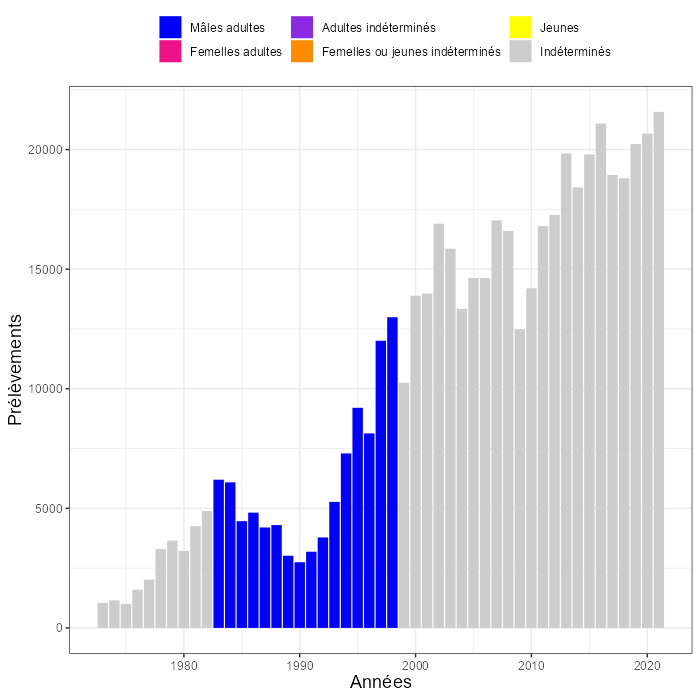 Mâles adultes
Adultes indéterminés
Jeunes
Femelles adultes
Femelles ou jeunes indéterminés
Indéterminés
Prélèvements
20000
15000
10000
5000
0
1980
1990
2000
2010
2020
Années